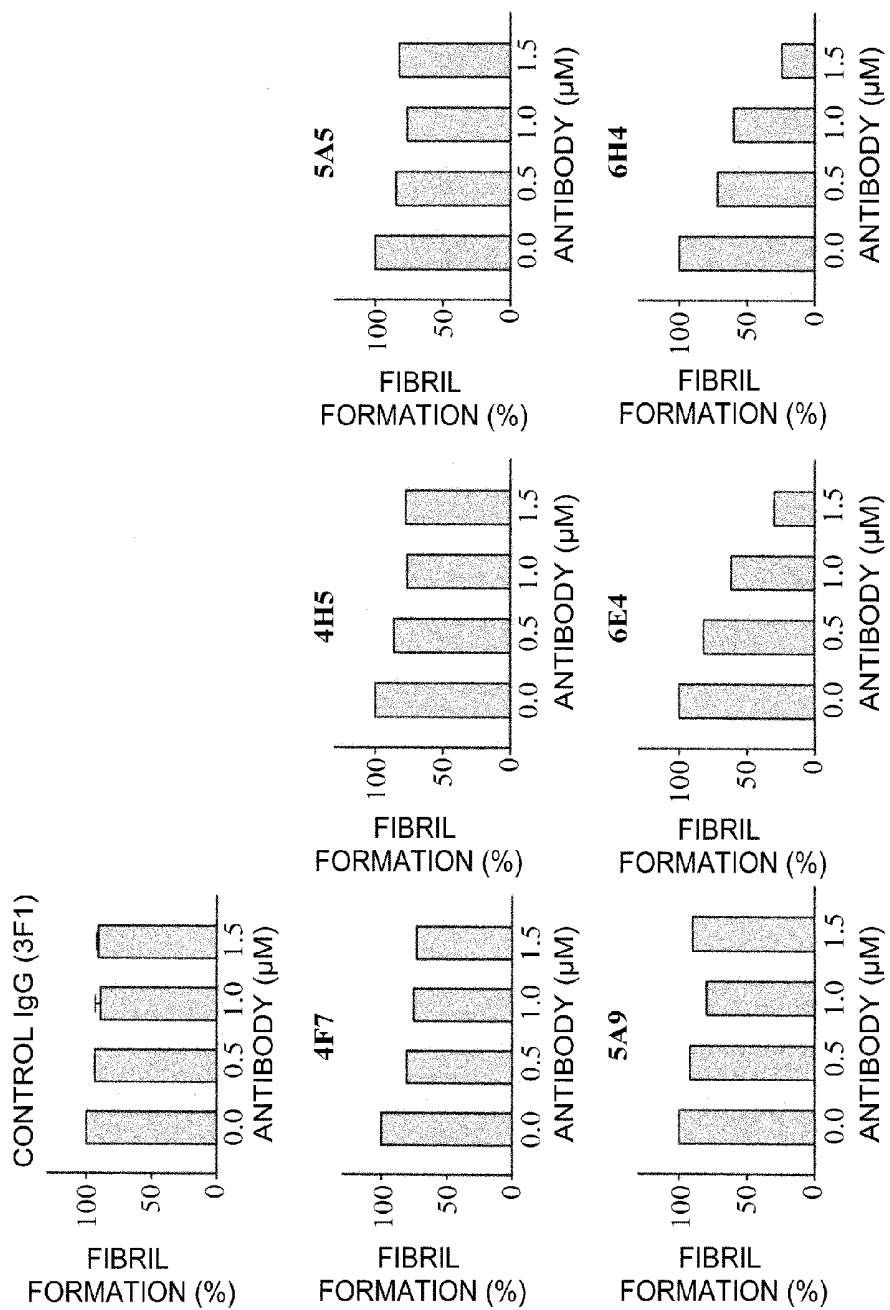 CONTROL IgG (3F1)
FIBRIL
FORMATION (%)
100
50
0
0.0 0.5 1.0 1.5
ANTIBODY (µM)
4F7
FIBRIL
FORMATION (%)
100
50
0
0.0 0.5 1.0 1.5
ANTIBODY (µM)
4H5
FIBRIL
FORMATION (%)
100
50
0
0.0 0.5 1.0 1.5
ANTIBODY (µM)
5A5
FIBRIL
FORMATION (%)
100
50
0
0.0 0.5 1.0 1.5
ANTIBODY (µM)
5A9
FIBRIL
FORMATION (%)
100
50
0
0.0 0.5 1.0 1.5
ANTIBODY (µM)
6E4
FIBRIL
FORMATION (%)
100
50
0
0.0 0.5 1.0 1.5
ANTIBODY (µM)
6H4
FIBRIL
FORMATION (%)
100
50
0
0.0 0.5 1.0 1.5
ANTIBODY (µM)